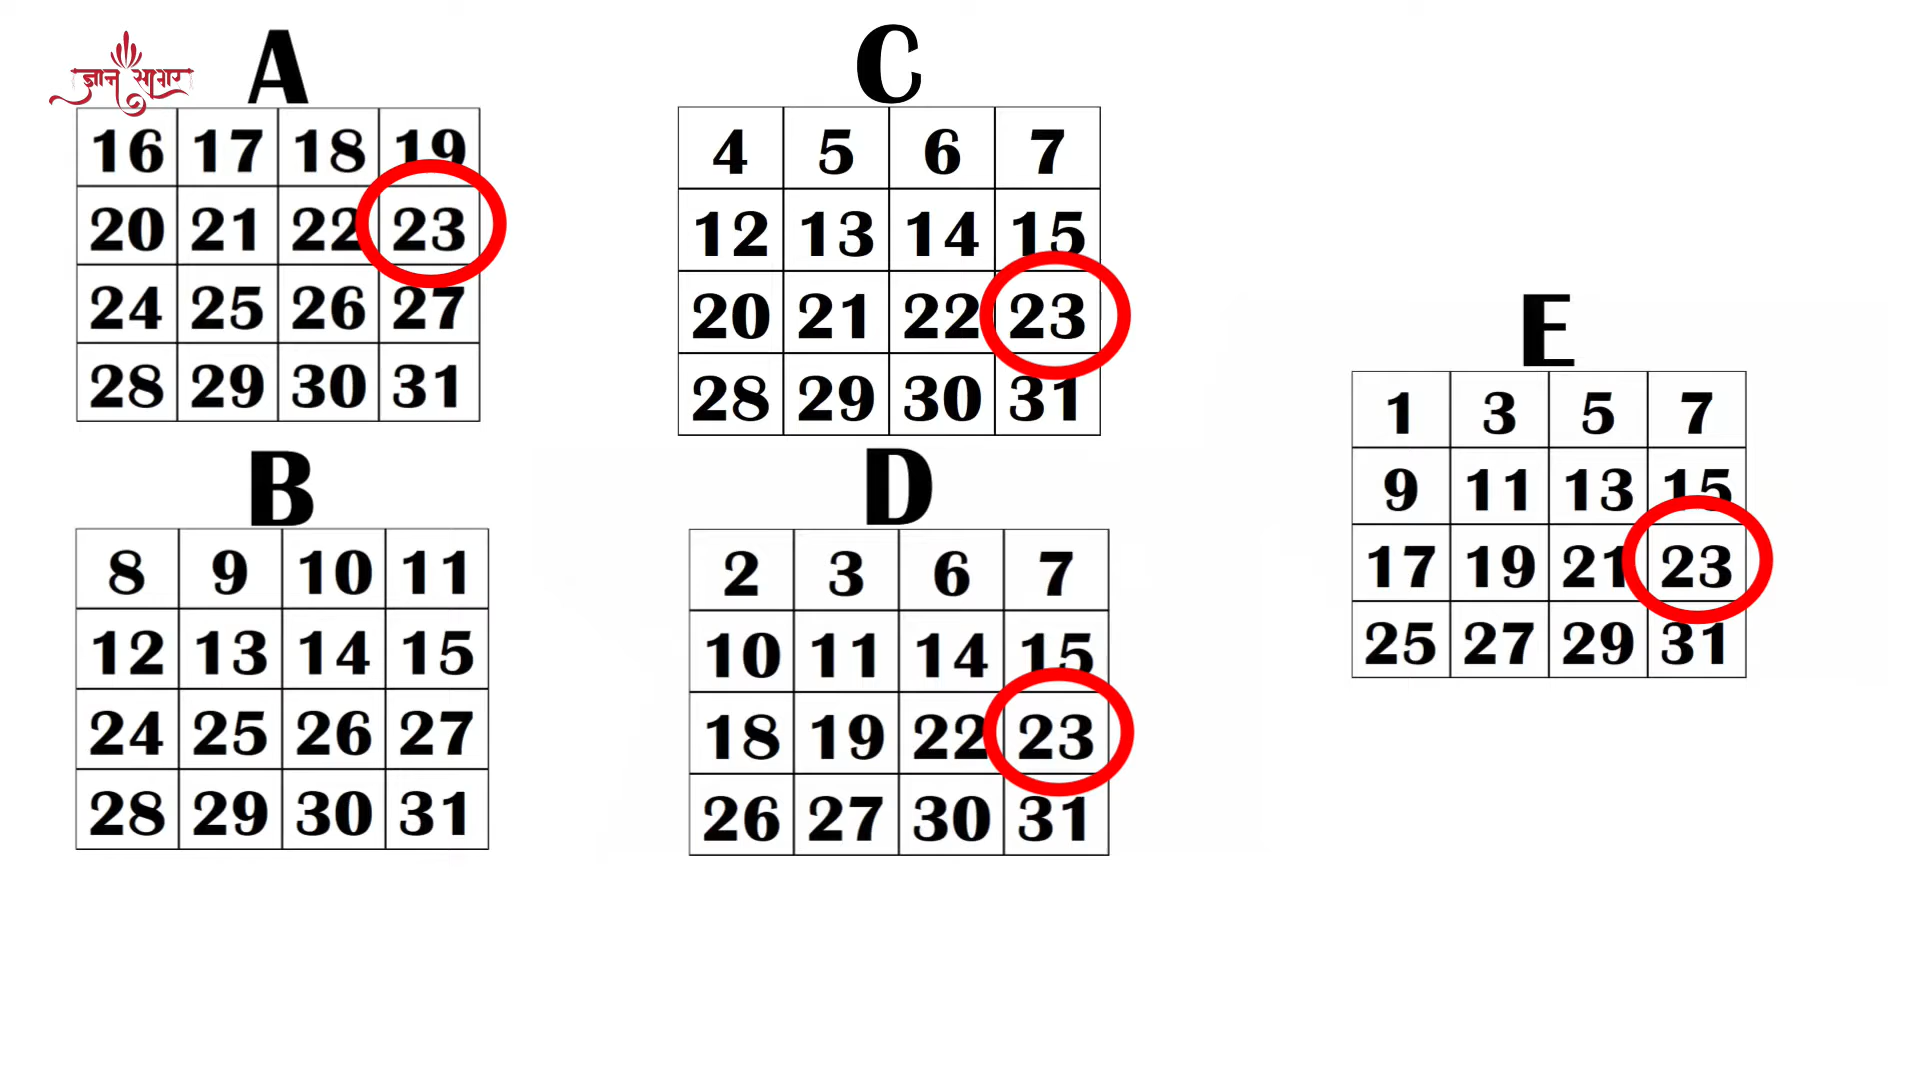 ज्ञान सागर
A
16 17 18 19
20 21 22 23
24 25 26 27
28 29 30 31
B
8 9 10 11
12 13 14 15
24 25 26 27
28 29 30 31
C
4 5 6 7
12 13 14 15
20 21 22 23
28 29 30 31
D
2 3 6 7
10 11 14 15
18 19 22 23
26 27 30 31
E
1 3 5 7
9 11 13 15
17 19 21 23
25 27 29 31